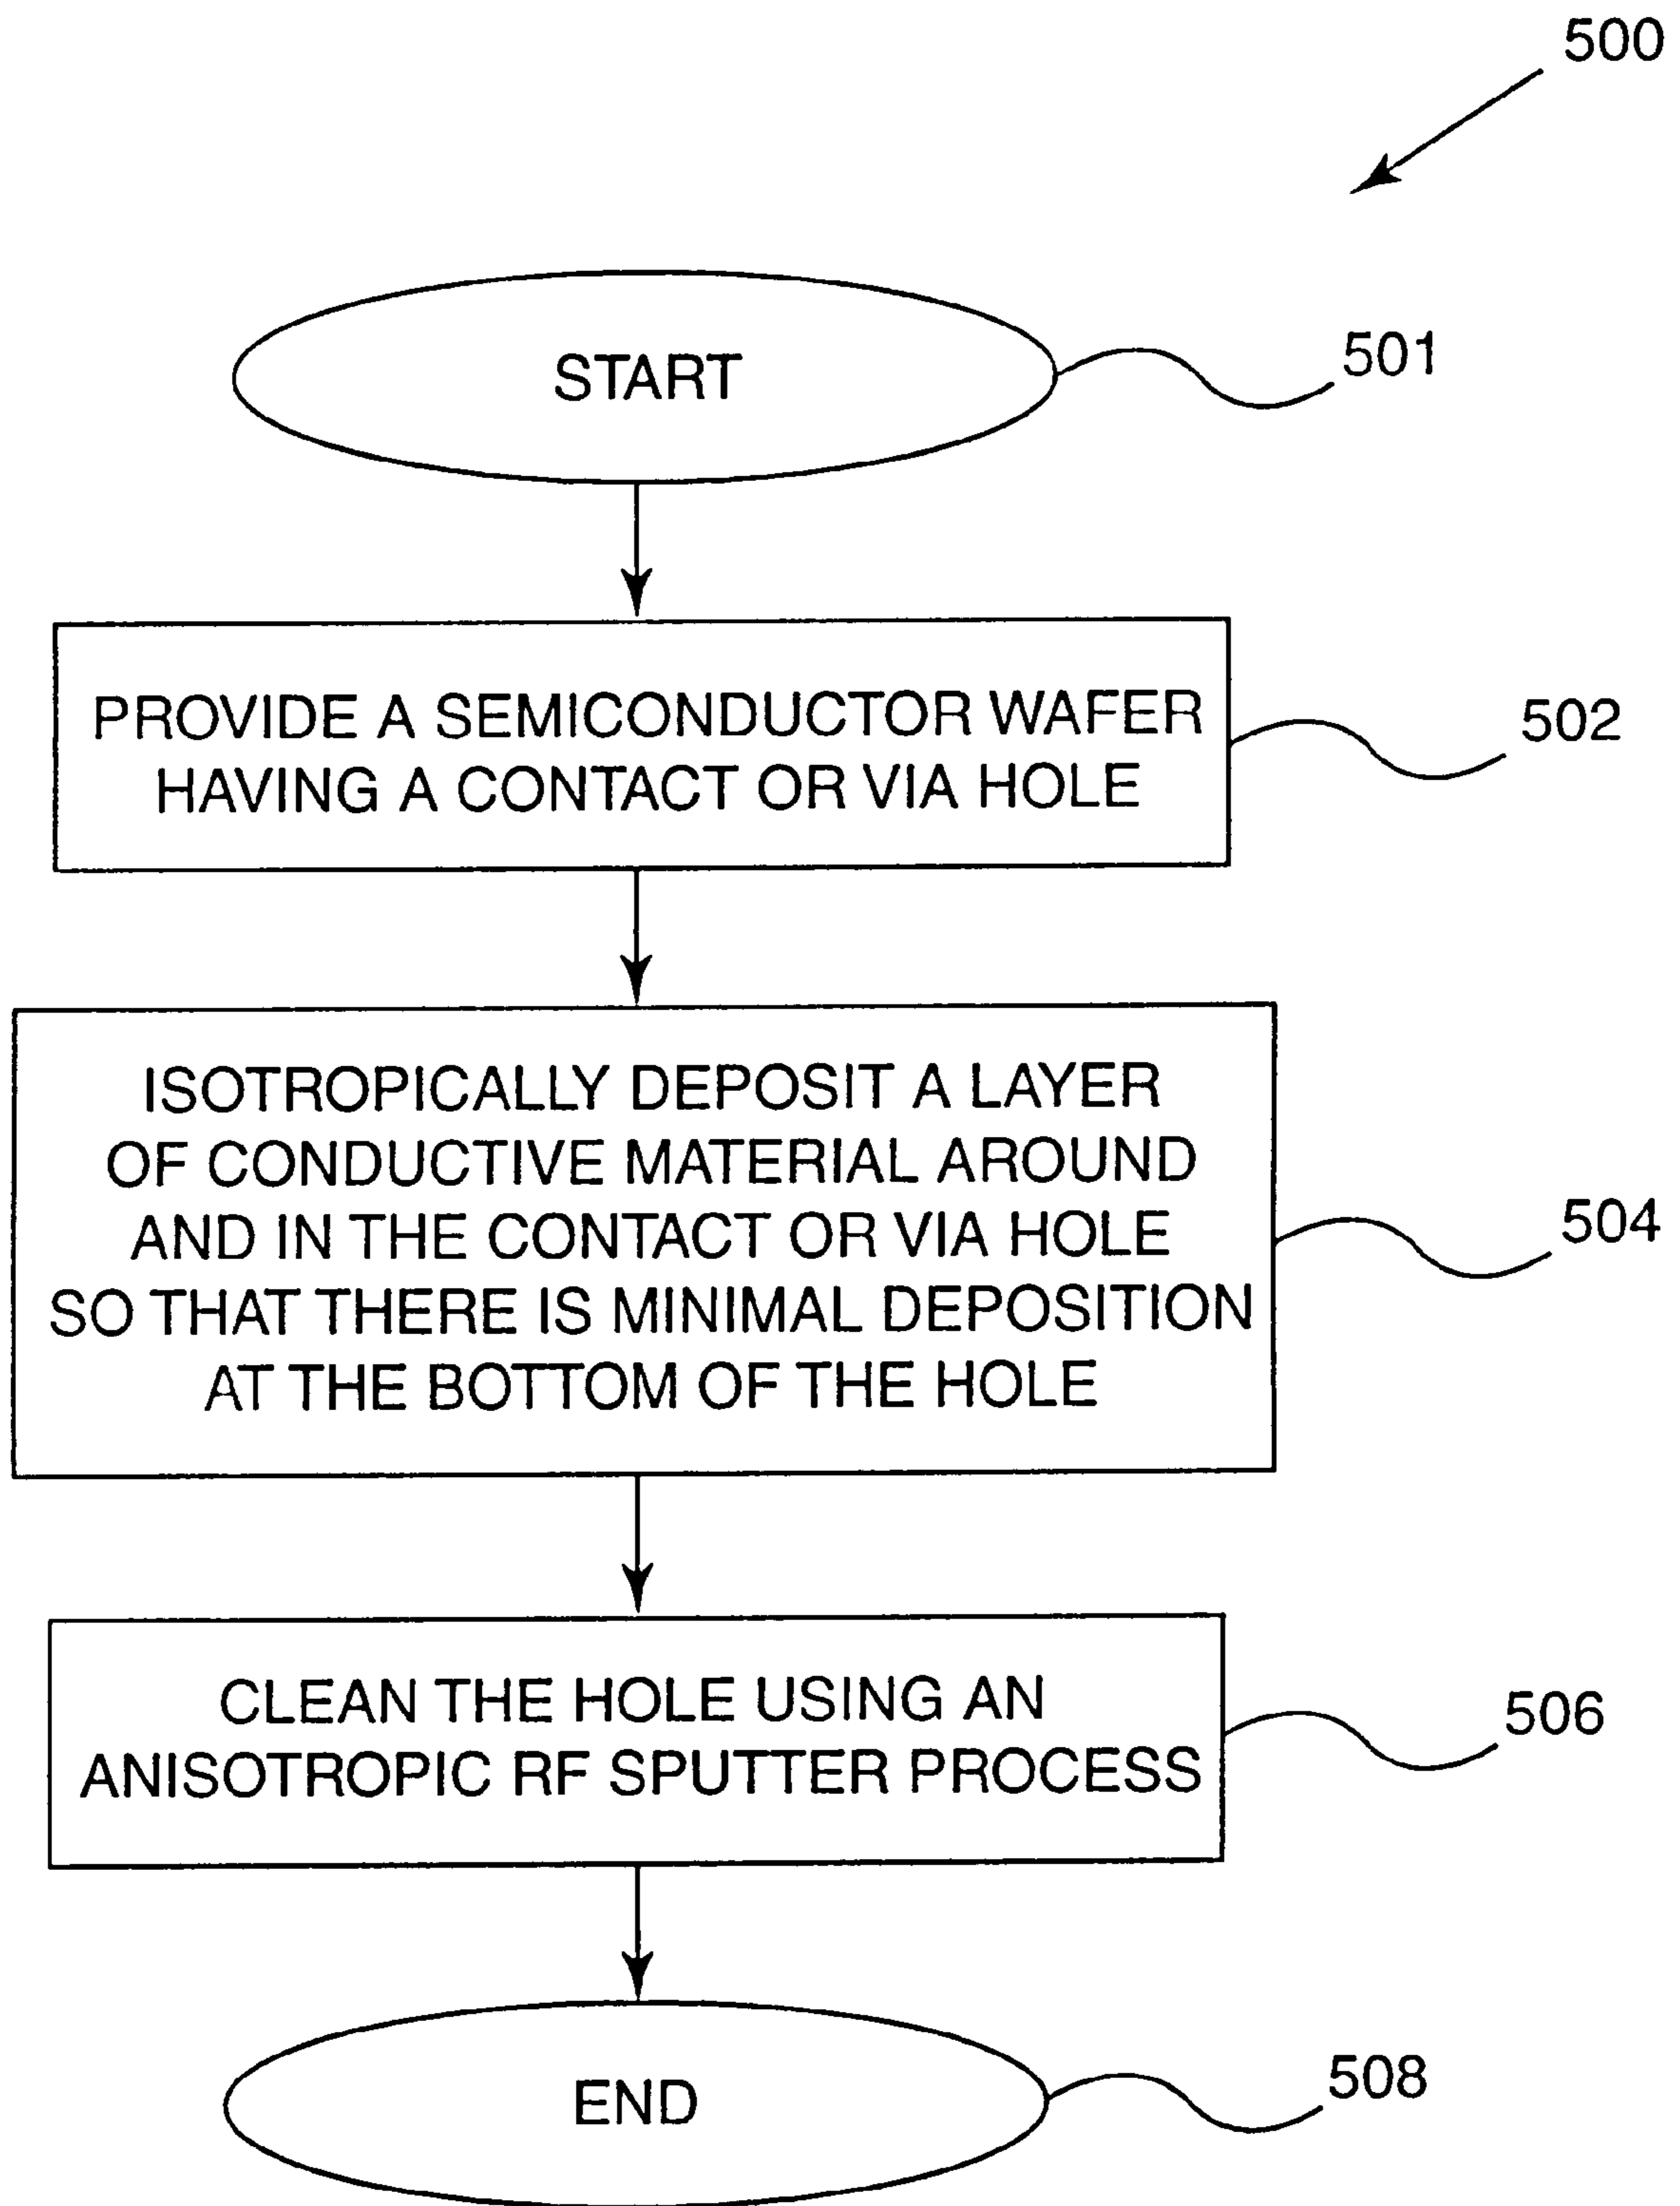 500
START
501
PROVIDE A SEMICONDUCTOR WAFER
HAVING A CONTACT OR VIA HOLE
502
ISOTROPICALLY DEPOSIT A LAYER
OF CONDUCTIVE MATERIAL AROUND
AND IN THE CONTACT OR VIA HOLE
SO THAT THERE IS MINIMAL DEPOSITION
AT THE BOTTOM OF THE HOLE
504
CLEAN THE HOLE USING AN
ANISOTROPIC RF SPUTTER PROCESS
506
END
508